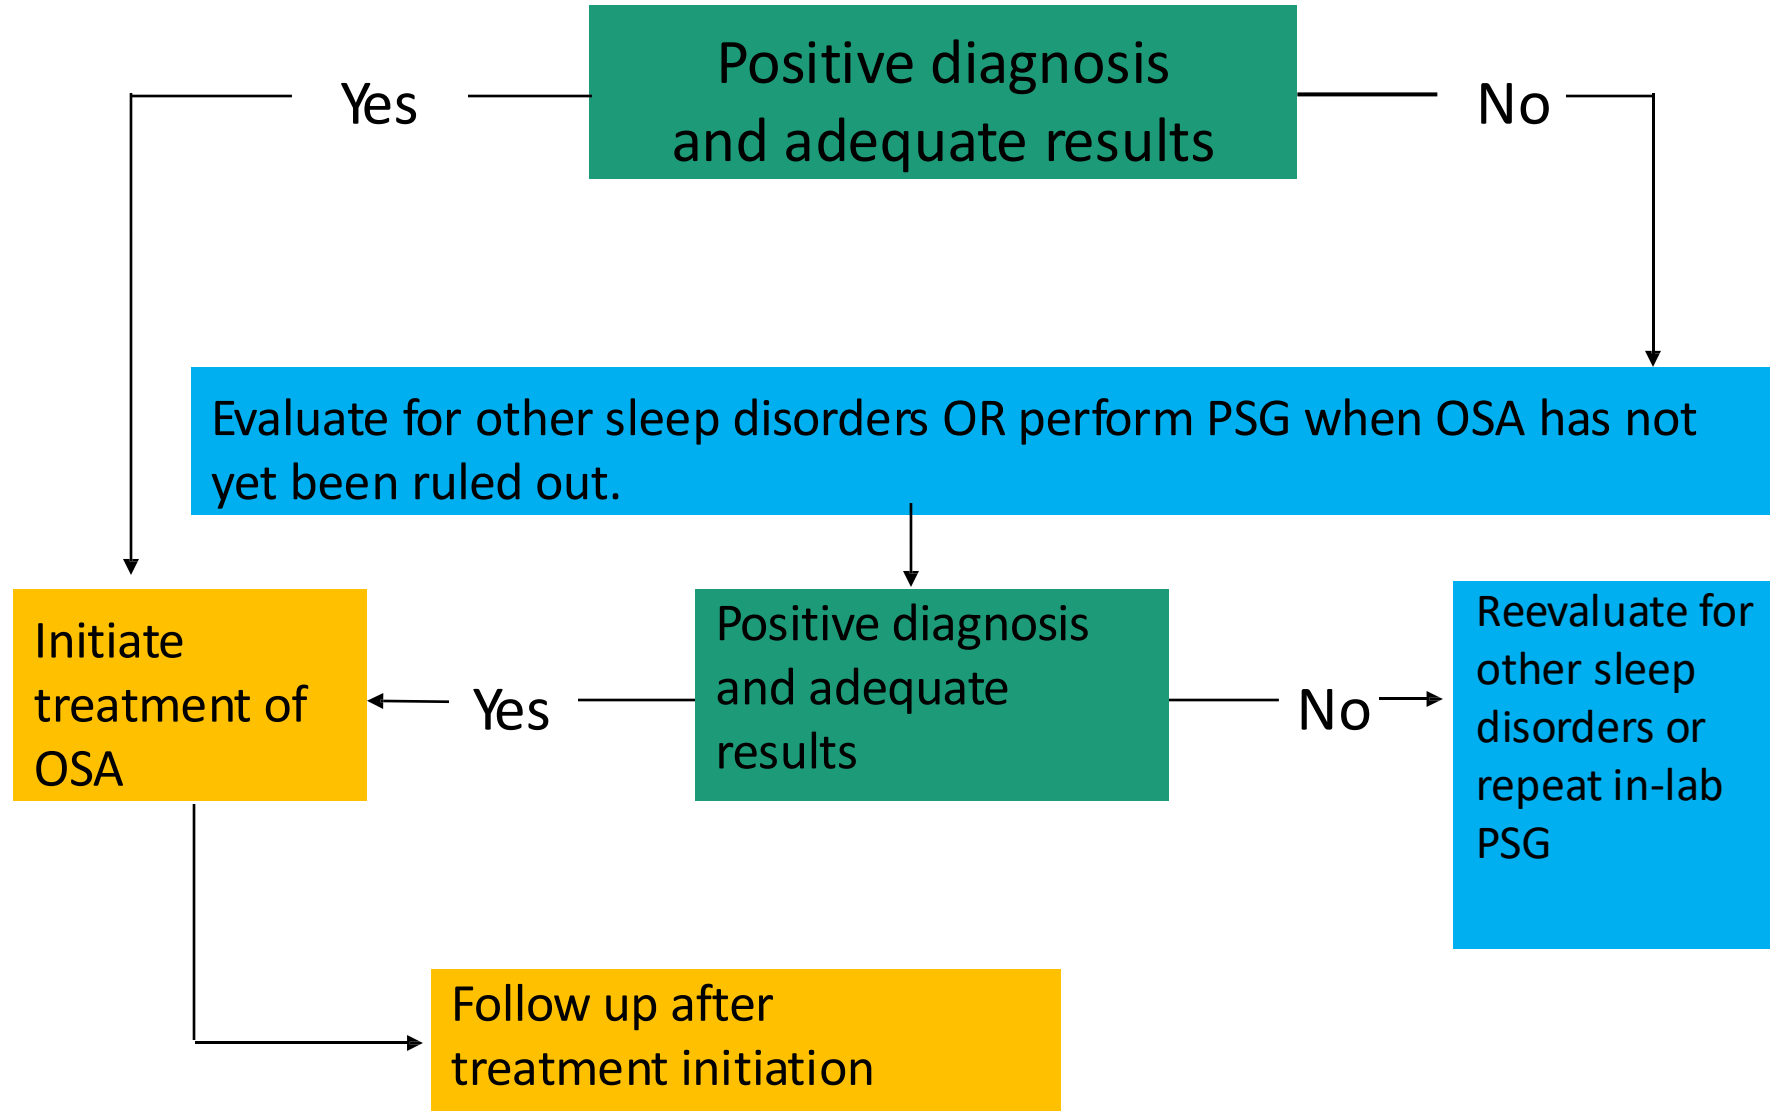 Positive diagnosis
and adequate results
Yes
No
Evaluate for other sleep disorders OR perform PSG when OSA has not
yet been ruled out.
Initiate
treatment of
OSA
Yes
Positive diagnosis
and adequate
results
No
Reevaluate for
other sleep
disorders or
repeat in-lab
PSG
Follow up after
treatment initiation